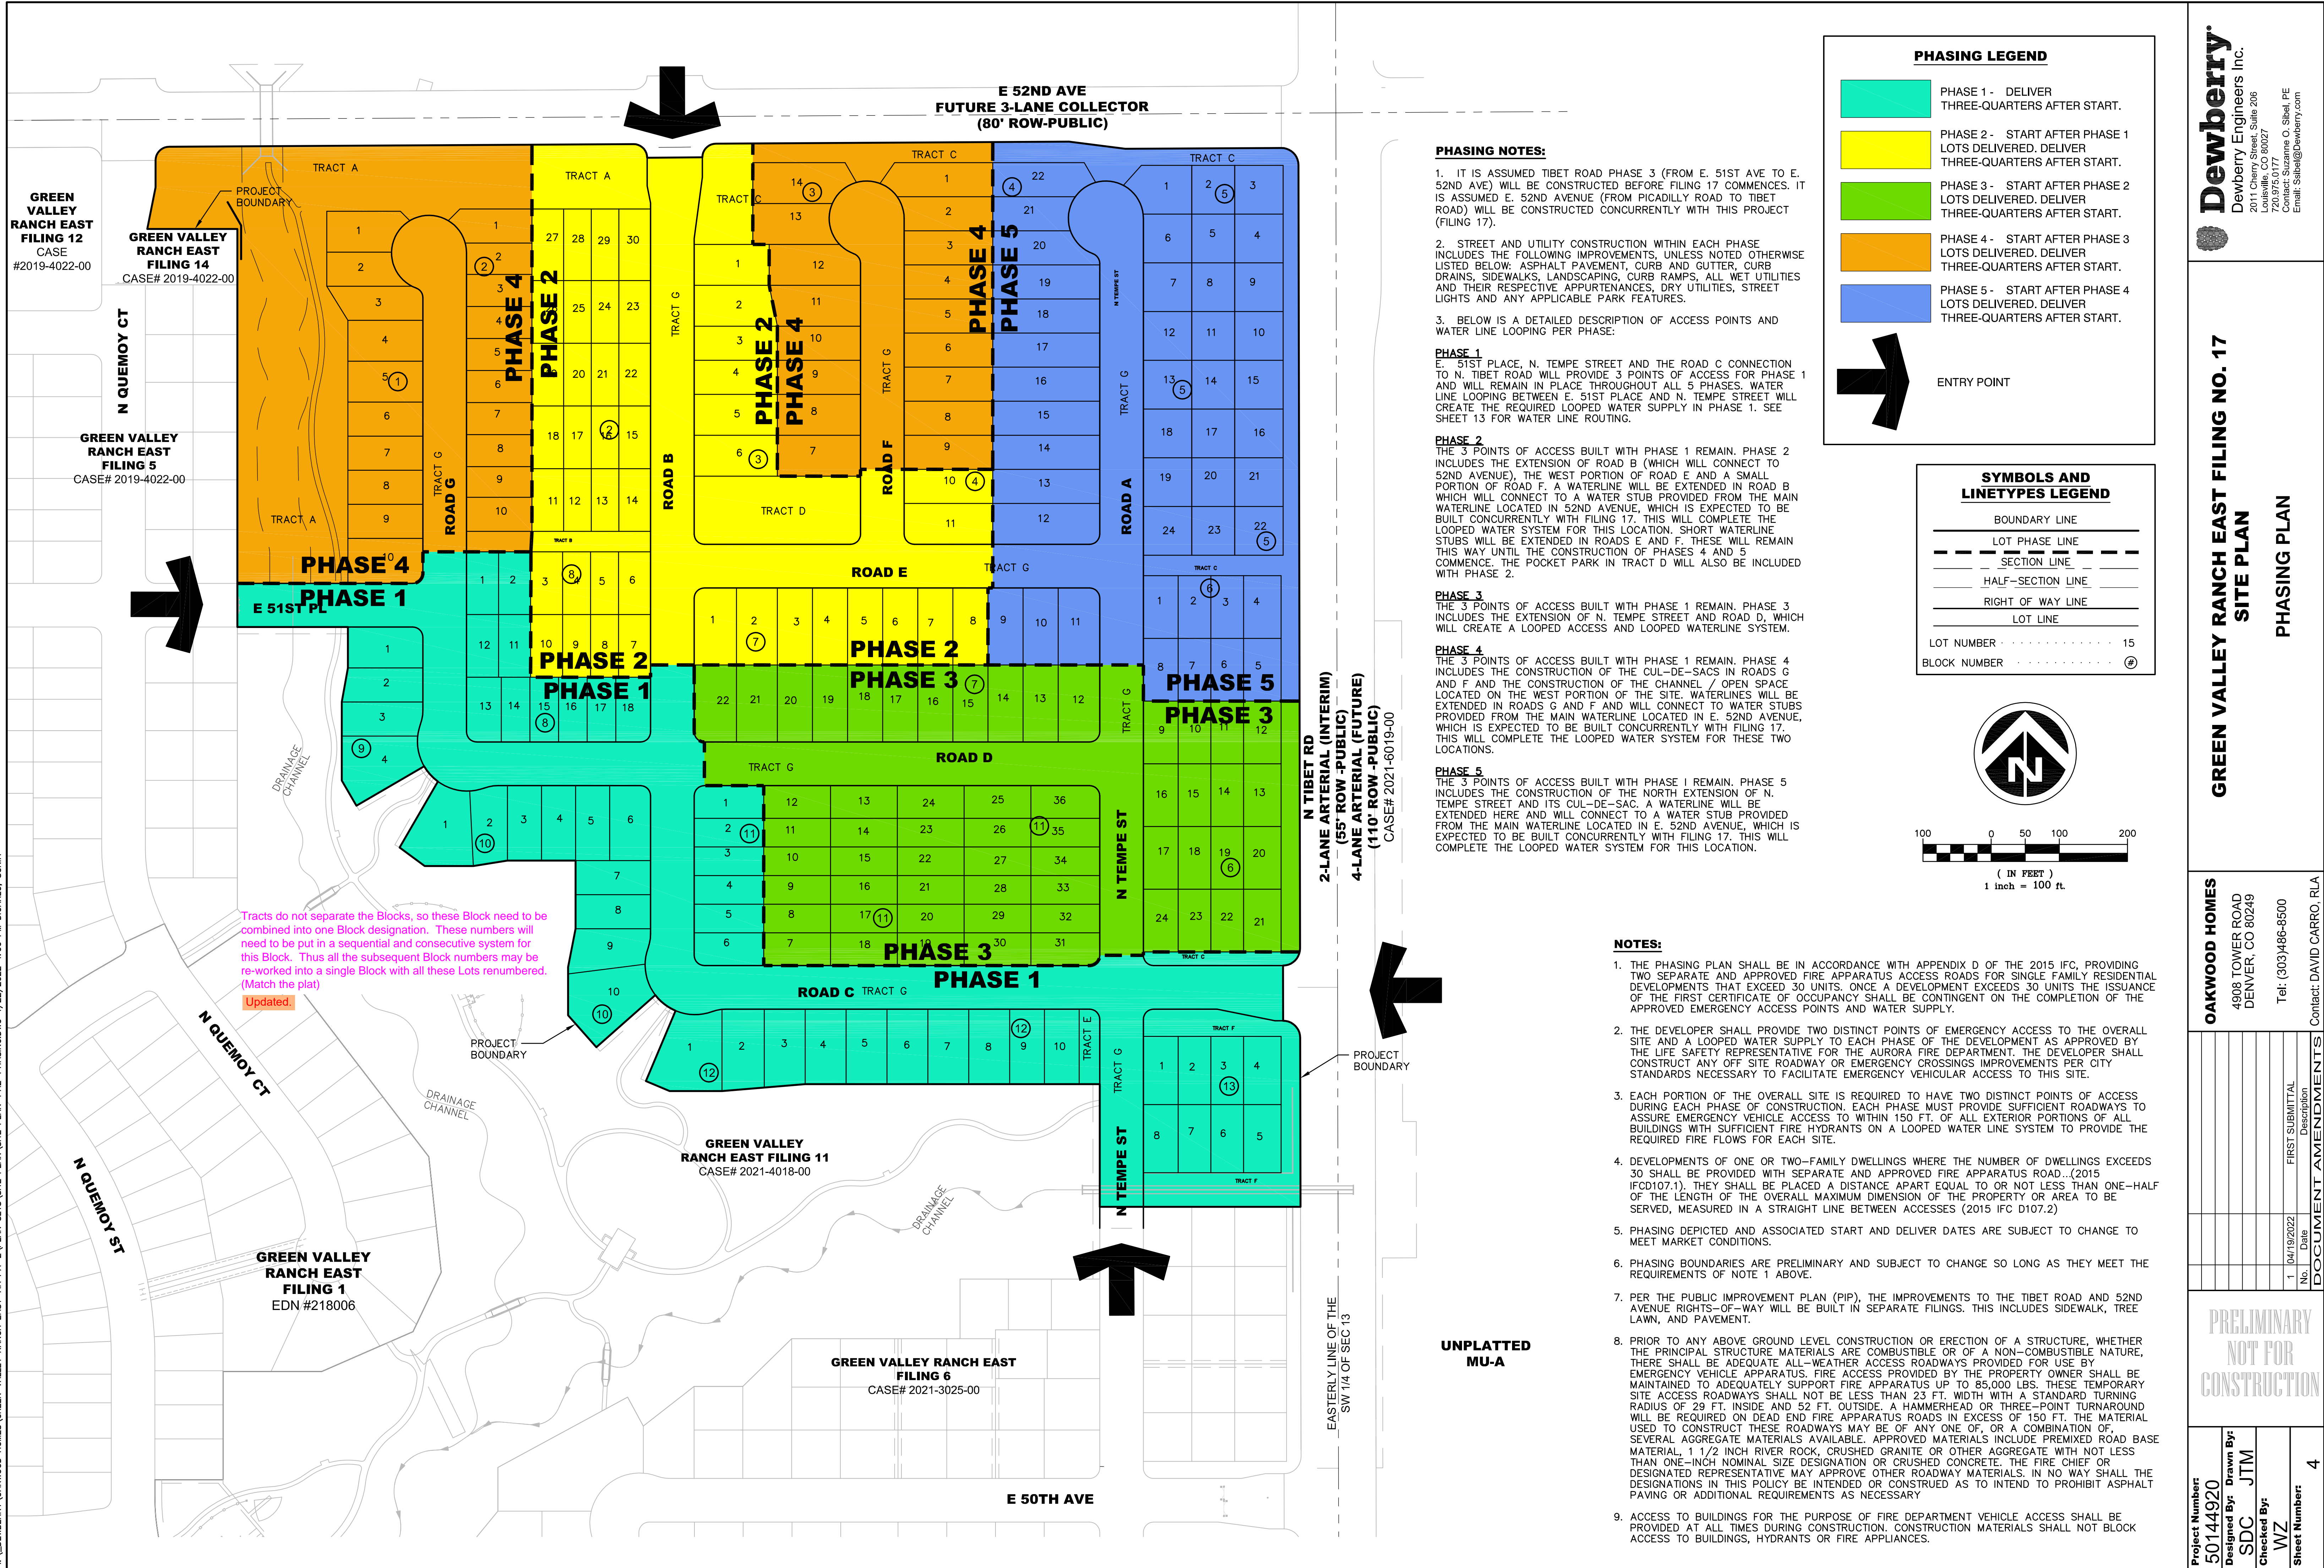 E 52ND AVE
FUTURE 3-LANE COLLECTOR
(80' ROW-PUBLIC)
GREEN
VALLEY
RANCH EAST
FILING 12
CASE
#2019-4022-00
GREEN VALLEY
RANCH EAST
FILING 14
CASE# 2019-4022-00
PROJECT
BOUNDARY
TRACT A
TRACT A
TRACT C
TRACT C
TRACT C
N QUEMOY CT
GREEN VALLEY
RANCH EAST
FILING 5
CASE# 2019-4022-00
TRACT A
TRACT G
ROAD G
PHASE 4
PHASE 2
TRACT G
ROAD B
PHASE 2
PHASE 4
TRACT G
ROAD F
PHASE 4
PHASE 5
N TEMPE ST
TRACT G
ROAD A
TRACT D
TRACT B
PHASE 4
PHASE 1
E 51ST PL
ROAD E
TRACT G
TRACT C
PHASE 2
PHASE 1
PHASE 2
PHASE 3
PHASE 5
PHASE 3
TRACT G
TRACT G
ROAD D
DRAINAGE
CHANNEL
N TEMPE ST
PHASE 3
PHASE 1
ROAD C TRACT G
TRACT C
TRACT E
TRACT F
TRACT G
N TEMPE ST
TRACT F
PROJECT
BOUNDARY
PROJECT
BOUNDARY
N TIBET RD
2-LANE ARTERIAL (INTERIM)
(55' ROW -PUBLIC)
4-LANE ARTERIAL (FUTURE)
(110' ROW -PUBLIC)
CASE# 2021-6019-00
Tracts do not separate the Blocks, so these Block need to be
combined into one Block designation. These numbers will
need to be put in a sequential and consecutive system for
this Block. Thus all the subsequent Block numbers may be
re-worked into a single Block with all these Lots renumbered.
(Match the plat)
Updated.
N QUEMOY CT
N QUEMOY ST
DRAINAGE
CHANNEL
DRAINAGE
CHANNEL
GREEN VALLEY
RANCH EAST FILING 11
CASE# 2021-4018-00
GREEN VALLEY
RANCH EAST
FILING 1
EDN #218006
GREEN VALLEY RANCH EAST
FILING 6
CASE# 2021-3025-00
E 50TH AVE
EASTERLY LINE OF THE
SW 1/4 OF SEC 13
UNPLATTED
MU-A
PHASING NOTES:
1. IT IS ASSUMED TIBET ROAD PHASE 3 (FROM E. 51ST AVE TO E.
52ND AVE) WILL BE CONSTRUCTED BEFORE FILING 17 COMMENCES. IT
IS ASSUMED E. 52ND AVENUE (FROM PICADILLY ROAD TO TIBET
ROAD) WILL BE CONSTRUCTED CONCURRENTLY WITH THIS PROJECT
(FILING 17).
2. STREET AND UTILITY CONSTRUCTION WITHIN EACH PHASE
INCLUDES THE FOLLOWING IMPROVEMENTS, UNLESS NOTED OTHERWISE
LISTED BELOW: ASPHALT PAVEMENT, CURB AND GUTTER, CURB
DRAINS, SIDEWALKS, LANDSCAPING, CURB RAMPS, ALL WET UTILITIES
AND THEIR RESPECTIVE APPURTENANCES, DRY UTILITIES, STREET
LIGHTS AND ANY APPLICABLE PARK FEATURES.
3. BELOW IS A DETAILED DESCRIPTION OF ACCESS POINTS AND
WATER LINE LOOPING PER PHASE:
PHASE 1
E. 51ST PLACE, N. TEMPE STREET AND THE ROAD C CONNECTION
TO N. TIBET ROAD WILL PROVIDE 3 POINTS OF ACCESS FOR PHASE 1
AND WILL REMAIN IN PLACE THROUGHOUT ALL 5 PHASES. WATER
LINE LOOPING BETWEEN E. 51ST PLACE AND N. TEMPE STREET WILL
CREATE THE REQUIRED LOOPED WATER SUPPLY IN PHASE 1. SEE
SHEET 13 FOR WATER LINE ROUTING.
PHASE 2
THE 3 POINTS OF ACCESS BUILT WITH PHASE 1 REMAIN. PHASE 2
INCLUDES THE EXTENSION OF ROAD B (WHICH WILL CONNECT TO
52ND AVENUE), THE WEST PORTION OF ROAD E AND A SMALL
PORTION OF ROAD F. A WATERLINE WILL BE EXTENDED IN ROAD B
WHICH WILL CONNECT TO A WATER STUB PROVIDED FROM THE MAIN
WATERLINE LOCATED IN 52ND AVENUE, WHICH IS EXPECTED TO BE
BUILT CONCURRENTLY WITH FILING 17. THIS WILL COMPLETE THE
LOOPED WATER SYSTEM FOR THIS LOCATION. SHORT WATERLINE
STUBS WILL BE EXTENDED IN ROADS E AND F. THESE WILL REMAIN
THIS WAY UNTIL THE CONSTRUCTION OF PHASES 4 AND 5
COMMENCE. THE POCKET PARK IN TRACT D WILL ALSO BE INCLUDED
WITH PHASE 2.
PHASE 3
THE 3 POINTS OF ACCESS BUILT WITH PHASE 1 REMAIN. PHASE 3
INCLUDES THE EXTENSION OF N. TEMPE STREET AND ROAD D, WHICH
WILL CREATE A LOOPED ACCESS AND LOOPED WATERLINE SYSTEM.
PHASE 4
THE 3 POINTS OF ACCESS BUILT WITH PHASE 1 REMAIN. PHASE 4
INCLUDES THE CONSTRUCTION OF THE CUL-DE-SACS IN ROADS G
AND F AND THE CONSTRUCTION OF THE CHANNEL / OPEN SPACE
LOCATED ON THE WEST PORTION OF THE SITE. WATERLINES WILL BE
EXTENDED IN ROADS G AND F AND WILL CONNECT TO WATER STUBS
PROVIDED FROM THE MAIN WATERLINE LOCATED IN E. 52ND AVENUE,
WHICH IS EXPECTED TO BE BUILT CONCURRENTLY WITH FILING 17.
THIS WILL COMPLETE THE LOOPED WATER SYSTEM FOR THESE TWO
LOCATIONS.
PHASE 5
THE 3 POINTS OF ACCESS BUILT WITH PHASE I REMAIN. PHASE 5
INCLUDES THE CONSTRUCTION OF THE NORTH EXTENSION OF N.
TEMPE STREET AND ITS CUL-DE-SAC. A WATERLINE WILL BE
EXTENDED HERE AND WILL CONNECT TO A WATER STUB PROVIDED
FROM THE MAIN WATERLINE LOCATED IN E. 52ND AVENUE, WHICH IS
EXPECTED TO BE BUILT CONCURRENTLY WITH FILING 17. THIS WILL
COMPLETE THE LOOPED WATER SYSTEM FOR THIS LOCATION.
PHASING LEGEND
PHASE 1 - DELIVER
THREE-QUARTERS AFTER START.
PHASE 2 - START AFTER PHASE 1
LOTS DELIVERED. DELIVER
THREE-QUARTERS AFTER START.
PHASE 3 - START AFTER PHASE 2
LOTS DELIVERED. DELIVER
THREE-QUARTERS AFTER START.
PHASE 4 - START AFTER PHASE 3
LOTS DELIVERED. DELIVER
THREE-QUARTERS AFTER START.
PHASE 5 - START AFTER PHASE 4
LOTS DELIVERED. DELIVER
THREE-QUARTERS AFTER START.
ENTRY POINT
SYMBOLS AND
LINETYPES LEGEND
BOUNDARY LINE
LOT PHASE LINE
SECTION LINE
HALF-SECTION LINE
RIGHT OF WAY LINE
LOT LINE
LOT NUMBER 15
BLOCK NUMBER #
N
100 0 50 100 200
( IN FEET )
1 inch = 100 ft.
NOTES:
1. THE PHASING PLAN SHALL BE IN ACCORDANCE WITH APPENDIX D OF THE 2015 IFC, PROVIDING
TWO SEPARATE AND APPROVED FIRE APPARATUS ACCESS ROADS FOR SINGLE FAMILY RESIDENTIAL
DEVELOPMENTS THAT EXCEED 30 UNITS. ONCE A DEVELOPMENT EXCEEDS 30 UNITS THE ISSUANCE
OF THE FIRST CERTIFICATE OF OCCUPANCY SHALL BE CONTINGENT ON THE COMPLETION OF THE
APPROVED EMERGENCY ACCESS POINTS AND WATER SUPPLY.
2. THE DEVELOPER SHALL PROVIDE TWO DISTINCT POINTS OF EMERGENCY ACCESS TO THE OVERALL
SITE AND A LOOPED WATER SUPPLY TO EACH PHASE OF THE DEVELOPMENT AS APPROVED BY
THE LIFE SAFETY REPRESENTATIVE FOR THE AURORA FIRE DEPARTMENT. THE DEVELOPER SHALL
CONSTRUCT ANY OFF SITE ROADWAY OR EMERGENCY CROSSINGS IMPROVEMENTS PER CITY
STANDARDS NECESSARY TO FACILITATE EMERGENCY VEHICULAR ACCESS TO THIS SITE.
3. EACH PORTION OF THE OVERALL SITE IS REQUIRED TO HAVE TWO DISTINCT POINTS OF ACCESS
DURING EACH PHASE OF CONSTRUCTION. EACH PHASE MUST PROVIDE SUFFICIENT ROADWAYS TO
ASSURE EMERGENCY VEHICLE ACCESS TO WITHIN 150 FT. OF ALL EXTERIOR PORTIONS OF ALL
BUILDINGS WITH SUFFICIENT FIRE HYDRANTS ON A LOOPED WATER LINE SYSTEM TO PROVIDE THE
REQUIRED FIRE FLOWS FOR EACH SITE.
4. DEVELOPMENTS OF ONE OR TWO-FAMILY DWELLINGS WHERE THE NUMBER OF DWELLINGS EXCEEDS
30 SHALL BE PROVIDED WITH SEPARATE AND APPROVED FIRE APPARATUS ROAD...(2015
IFCD107.1). THEY SHALL BE PLACED A DISTANCE APART EQUAL TO OR NOT LESS THAN ONE-HALF
OF THE LENGTH OF THE OVERALL MAXIMUM DIMENSION OF THE PROPERTY OR AREA TO BE
SERVED, MEASURED IN A STRAIGHT LINE BETWEEN ACCESSES (2015 IFC D107.2)
5. PHASING DEPICTED AND ASSOCIATED START AND DELIVER DATES ARE SUBJECT TO CHANGE TO
MEET MARKET CONDITIONS.
6. PHASING BOUNDARIES ARE PRELIMINARY AND SUBJECT TO CHANGE SO LONG AS THEY MEET THE
REQUIREMENTS OF NOTE 1 ABOVE.
7. PER THE PUBLIC IMPROVEMENT PLAN (PIP), THE IMPROVEMENTS TO THE TIBET ROAD AND 52ND
AVENUE RIGHTS-OF-WAY WILL BE BUILT IN SEPARATE FILINGS. THIS INCLUDES SIDEWALK, TREE
LAWN, AND PAVEMENT.
8. PRIOR TO ANY ABOVE GROUND LEVEL CONSTRUCTION OR ERECTION OF A STRUCTURE, WHETHER
THE PRINCIPAL STRUCTURE MATERIALS ARE COMBUSTIBLE OR OF A NON-COMBUSTIBLE NATURE,
THERE SHALL BE ADEQUATE ALL-WEATHER ACCESS ROADWAYS PROVIDED FOR USE BY
EMERGENCY VEHICLE APPARATUS. FIRE ACCESS PROVIDED BY THE PROPERTY OWNER SHALL BE
MAINTAINED TO ADEQUATELY SUPPORT FIRE APPARATUS UP TO 85,000 LBS. THESE TEMPORARY
SITE ACCESS ROADWAYS SHALL NOT BE LESS THAN 23 FT. WIDTH WITH A STANDARD TURNING
RADIUS OF 29 FT. INSIDE AND 52 FT. OUTSIDE. A HAMMERHEAD OR THREE-POINT TURNAROUND
WILL BE REQUIRED ON DEAD END FIRE APPARATUS ROADS IN EXCESS OF 150 FT. THE MATERIAL
USED TO CONSTRUCT THESE ROADWAYS MAY BE OF ANY ONE OF, OR A COMBINATION OF,
SEVERAL AGGREGATE MATERIALS AVAILABLE. APPROVED MATERIALS INCLUDE PREMIXED ROAD BASE
MATERIAL, 1 1/2 INCH RIVER ROCK, CRUSHED GRANITE OR OTHER AGGREGATE WITH NOT LESS
THAN ONE-INCH NOMINAL SIZE DESIGNATION OR CRUSHED CONCRETE. THE FIRE CHIEF OR
DESIGNATED REPRESENTATIVE MAY APPROVE OTHER ROADWAY MATERIALS. IN NO WAY SHALL THE
DESIGNATIONS IN THIS POLICY BE INTENDED OR CONSTRUED AS TO INTEND TO PROHIBIT ASPHALT
PAVING OR ADDITIONAL REQUIREMENTS AS NECESSARY
9. ACCESS TO BUILDINGS FOR THE PURPOSE OF FIRE DEPARTMENT VEHICLE ACCESS SHALL BE
PROVIDED AT ALL TIMES DURING CONSTRUCTION. CONSTRUCTION MATERIALS SHALL NOT BLOCK
ACCESS TO BUILDINGS, HYDRANTS OR FIRE APPLIANCES.
Dewberry
Dewberry Engineers Inc.
2011 Cherry Street, Suite 206
Louisville, CO 80027
720.975.0177
Contact: Suzanne O. Sibel, PE
Email: Ssibel@Dewberry.com
GREEN VALLEY RANCH EAST FILING NO. 17
SITE PLAN
PHASING PLAN
OAKWOOD HOMES
4908 TOWER ROAD
DENVER, CO 80249
Tel: (303)486-8500
Contact: DAVID CARRO, RLA
1 04/19/2022 FIRST SUBMITTAL
No. Date Description
DOCUMENT AMENDMENTS
PRELIMINARY
NOT FOR
CONSTRUCTION
Project Number:
50144920
Designed By: Drawn By:
SDC JTM
Checked By:
WZ
Sheet Number:
4